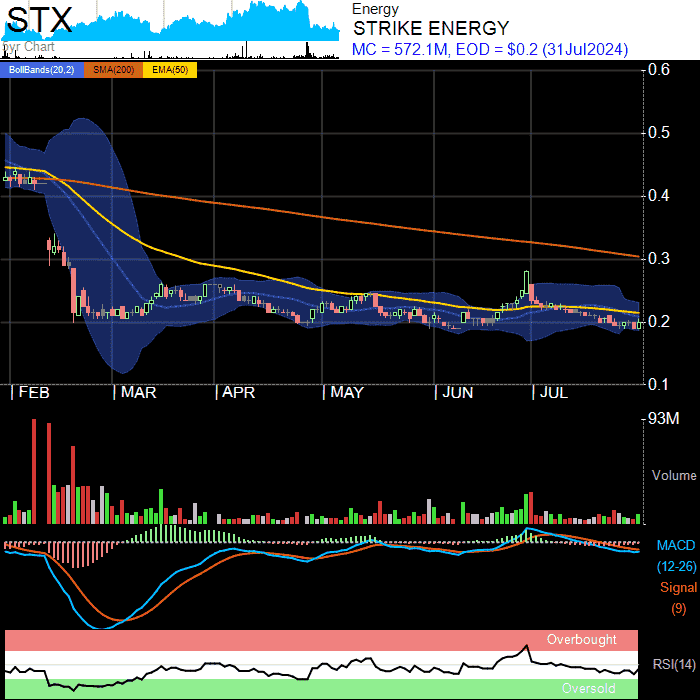 STX
Energy
STRIKE ENERGY
MC = 572.1M, EOD = $0.2 (31Jul2024)
BollBands(20,2) SMA(200) EMA(50)
0.6
0.5
0.4
0.3
0.2
0.1
FEB MAR APR MAY JUN JUL
93M
Volume
MACD
(12-26)
Signal
(9)
Overbought
RSI(14)
Oversold